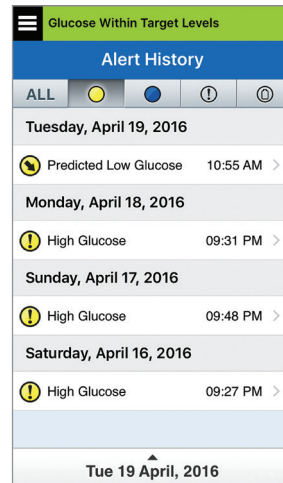 Glucose Within Target Levels
Alert History
ALL
Tuesday, April 19, 2016
Predicted Low Glucose 10:55 AM
Monday, April 18, 2016
High Glucose 09:31 PM
Sunday, April 17, 2016
High Glucose 09:48 PM
Saturday, April 16, 2016
High Glucose 09:27 PM
Tue 19 April, 2016